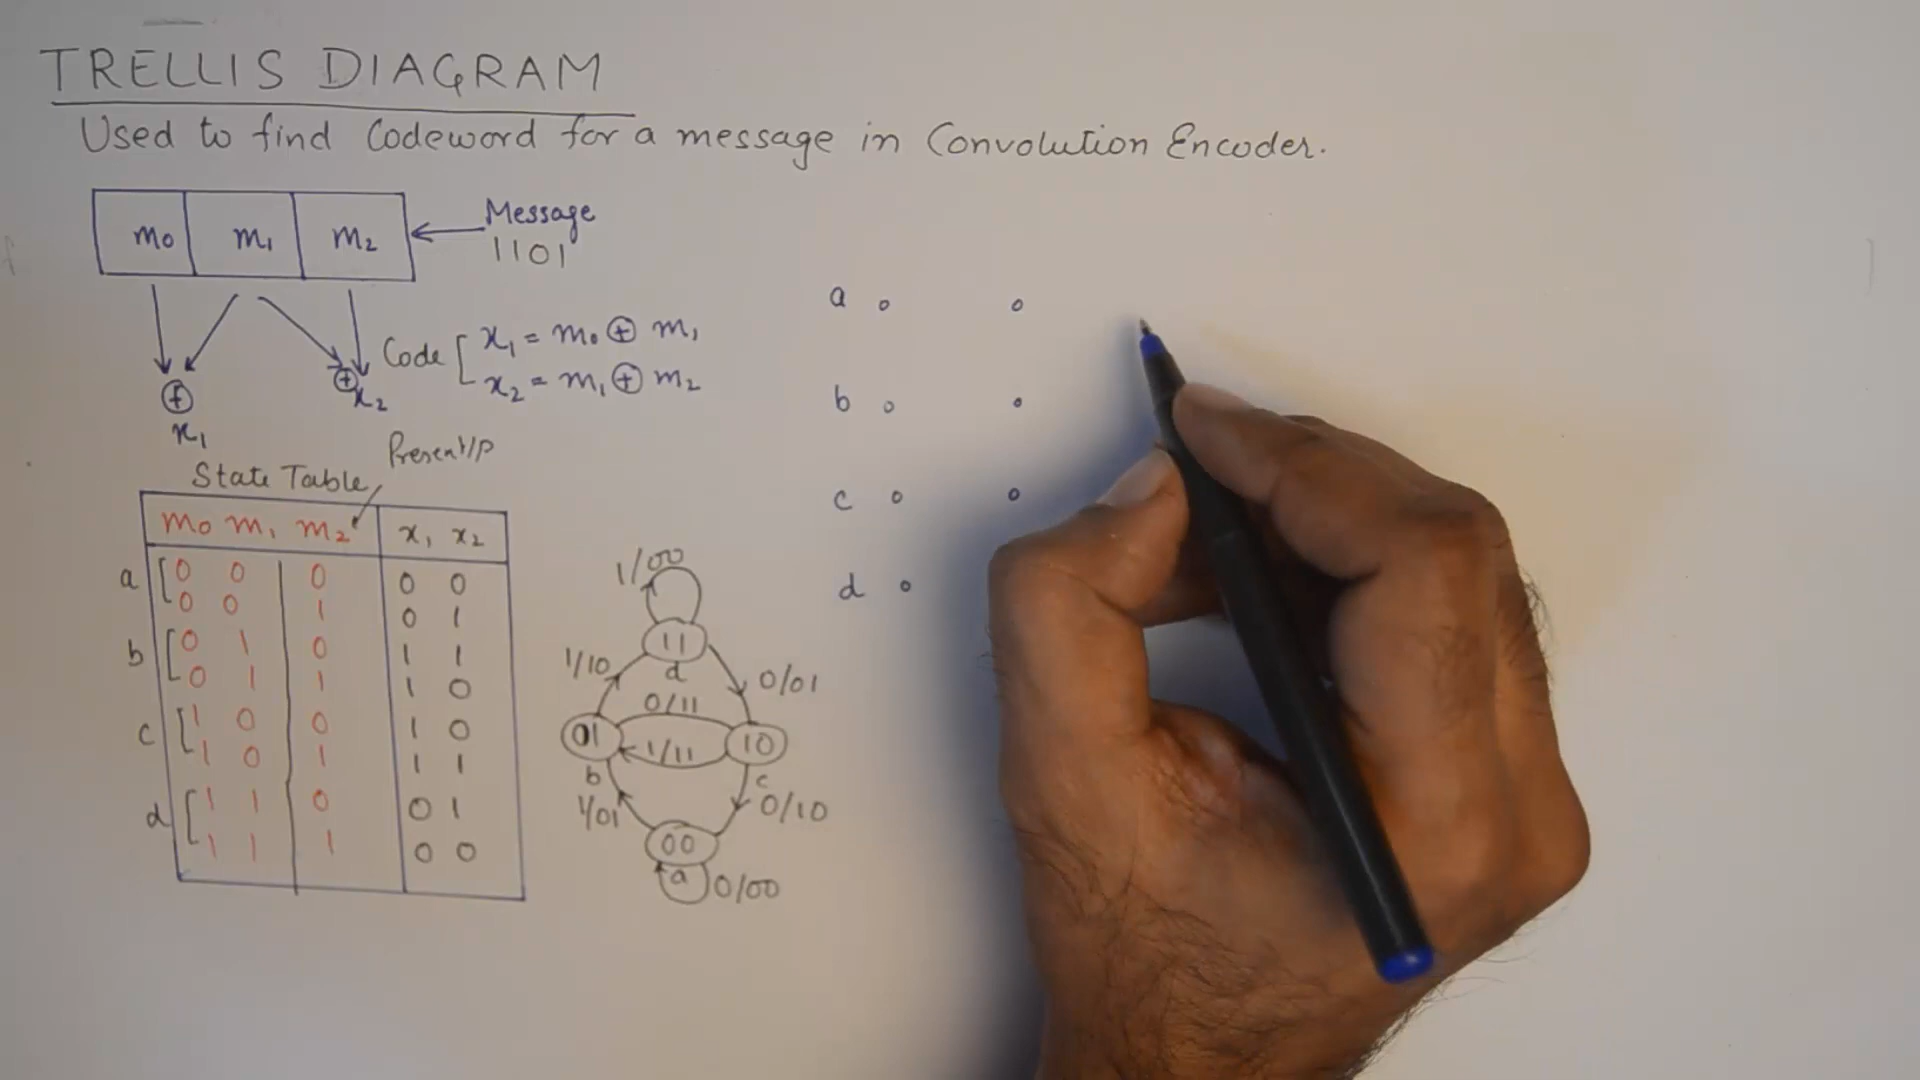 TRELLIS DIAGRAM
Used to find Codeword for a message in Convolution Encoder.
m0 m1 m2
Message
1101
Code
x1 = m0 ⊕ m1
x2 = m1 ⊕ m2
x1
x2
Present i/p
State Table
m0 m1 m2 x1 x2
a 0 0 0 0 0
0 0 1 0 1
b 0 1 0 1 1
0 1 1 1 0
c 1 0 0 1 0
1 0 1 1 1
d 1 1 0 0 1
1 1 1 0 0
1/00
11
d
1/10
0/01
0/11
01
10
1/11
b
c
1/01
0/10
00
a
0/00
a
b
c
d